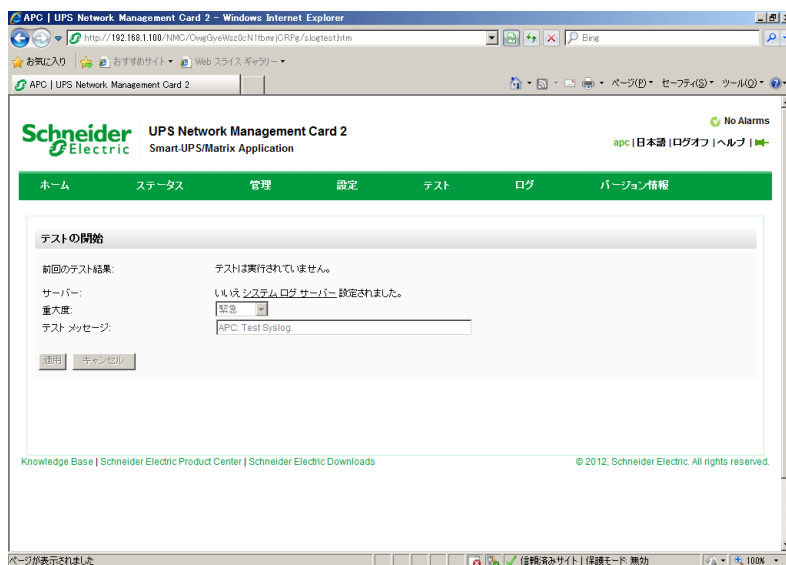 APC | UPS Network Management Card 2 - Windows Internet Explorer
http://192.168.1.100/NMC/OwgGyeWsz0cN1tbmrjCRPg/slogtest.htm
Bing
お気に入り
おすすめサイト
Web スライス ギャラリー
APC | UPS Network Management Card 2
ページ(P) セーフティ(S) ツール(O)
No Alarms
Schneider Electric
UPS Network Management Card 2
Smart-UPS/Matrix Application
apc | 日本語 | ログオフ | ヘルプ |
ホーム ステータス 管理 設定 テスト ログ バージョン情報
テストの開始
前回のテスト結果: テストは実行されていません。
サーバー: いいえ システム ログ サーバー 設定されました。
重大度: 緊急
テスト メッセージ: APC: Test Syslog.
適用 キャンセル
Knowledge Base | Schneider Electric Product Center | Schneider Electric Downloads
© 2012, Schneider Electric. All rights reserved.
ページが表示されました
信頼済みサイト | 保護モード: 無効
100%